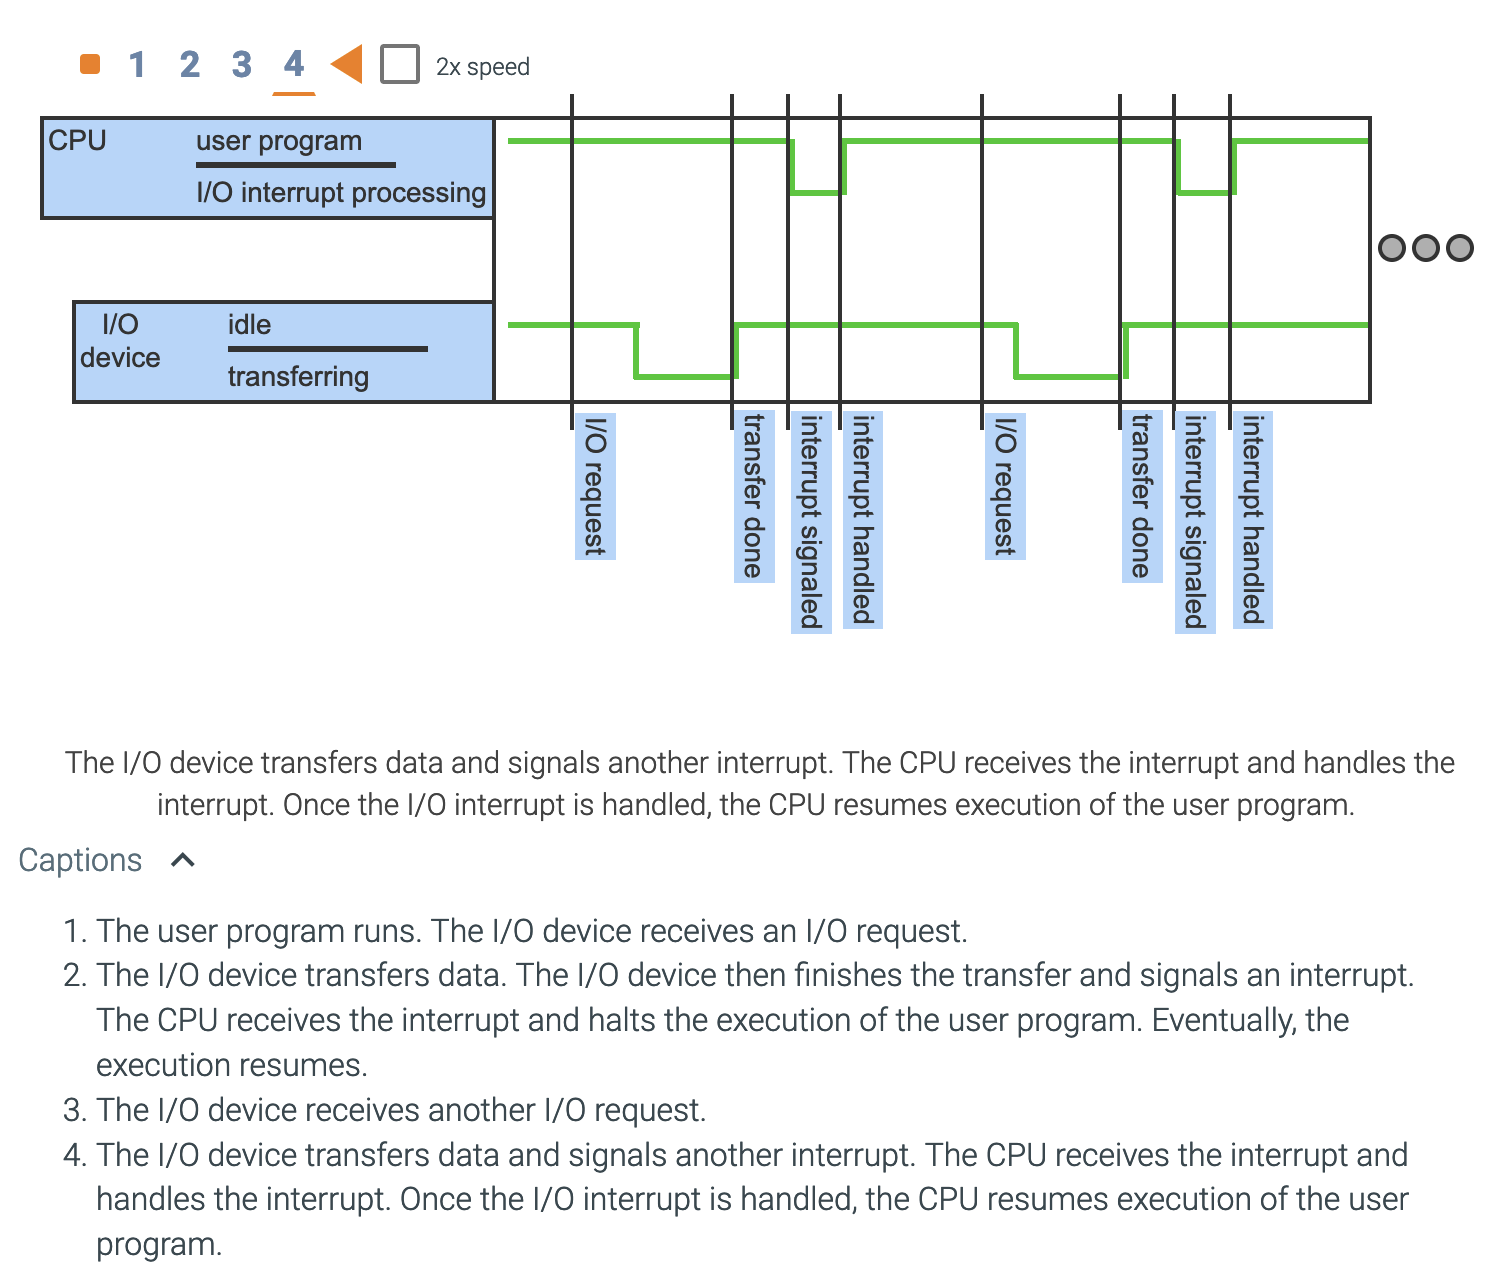 1 2 3 4 2x speed
CPU user program
I/O interrupt processing
I/O idle
device
transferring
I/O request
transfer done
interrupt signaled
interrupt handled
I/O request
transfer done
interrupt signaled
interrupt handled
The I/O device transfers data and signals another interrupt. The CPU receives the interrupt and handles the
interrupt. Once the I/O interrupt is handled, the CPU resumes execution of the user program.
Captions
1. The user program runs. The I/O device receives an I/O request.
2. The I/O device transfers data. The I/O device then finishes the transfer and signals an interrupt.
The CPU receives the interrupt and halts the execution of the user program. Eventually, the
execution resumes.
3. The I/O device receives another I/O request.
4. The I/O device transfers data and signals another interrupt. The CPU receives the interrupt and
handles the interrupt. Once the I/O interrupt is handled, the CPU resumes execution of the user
program.